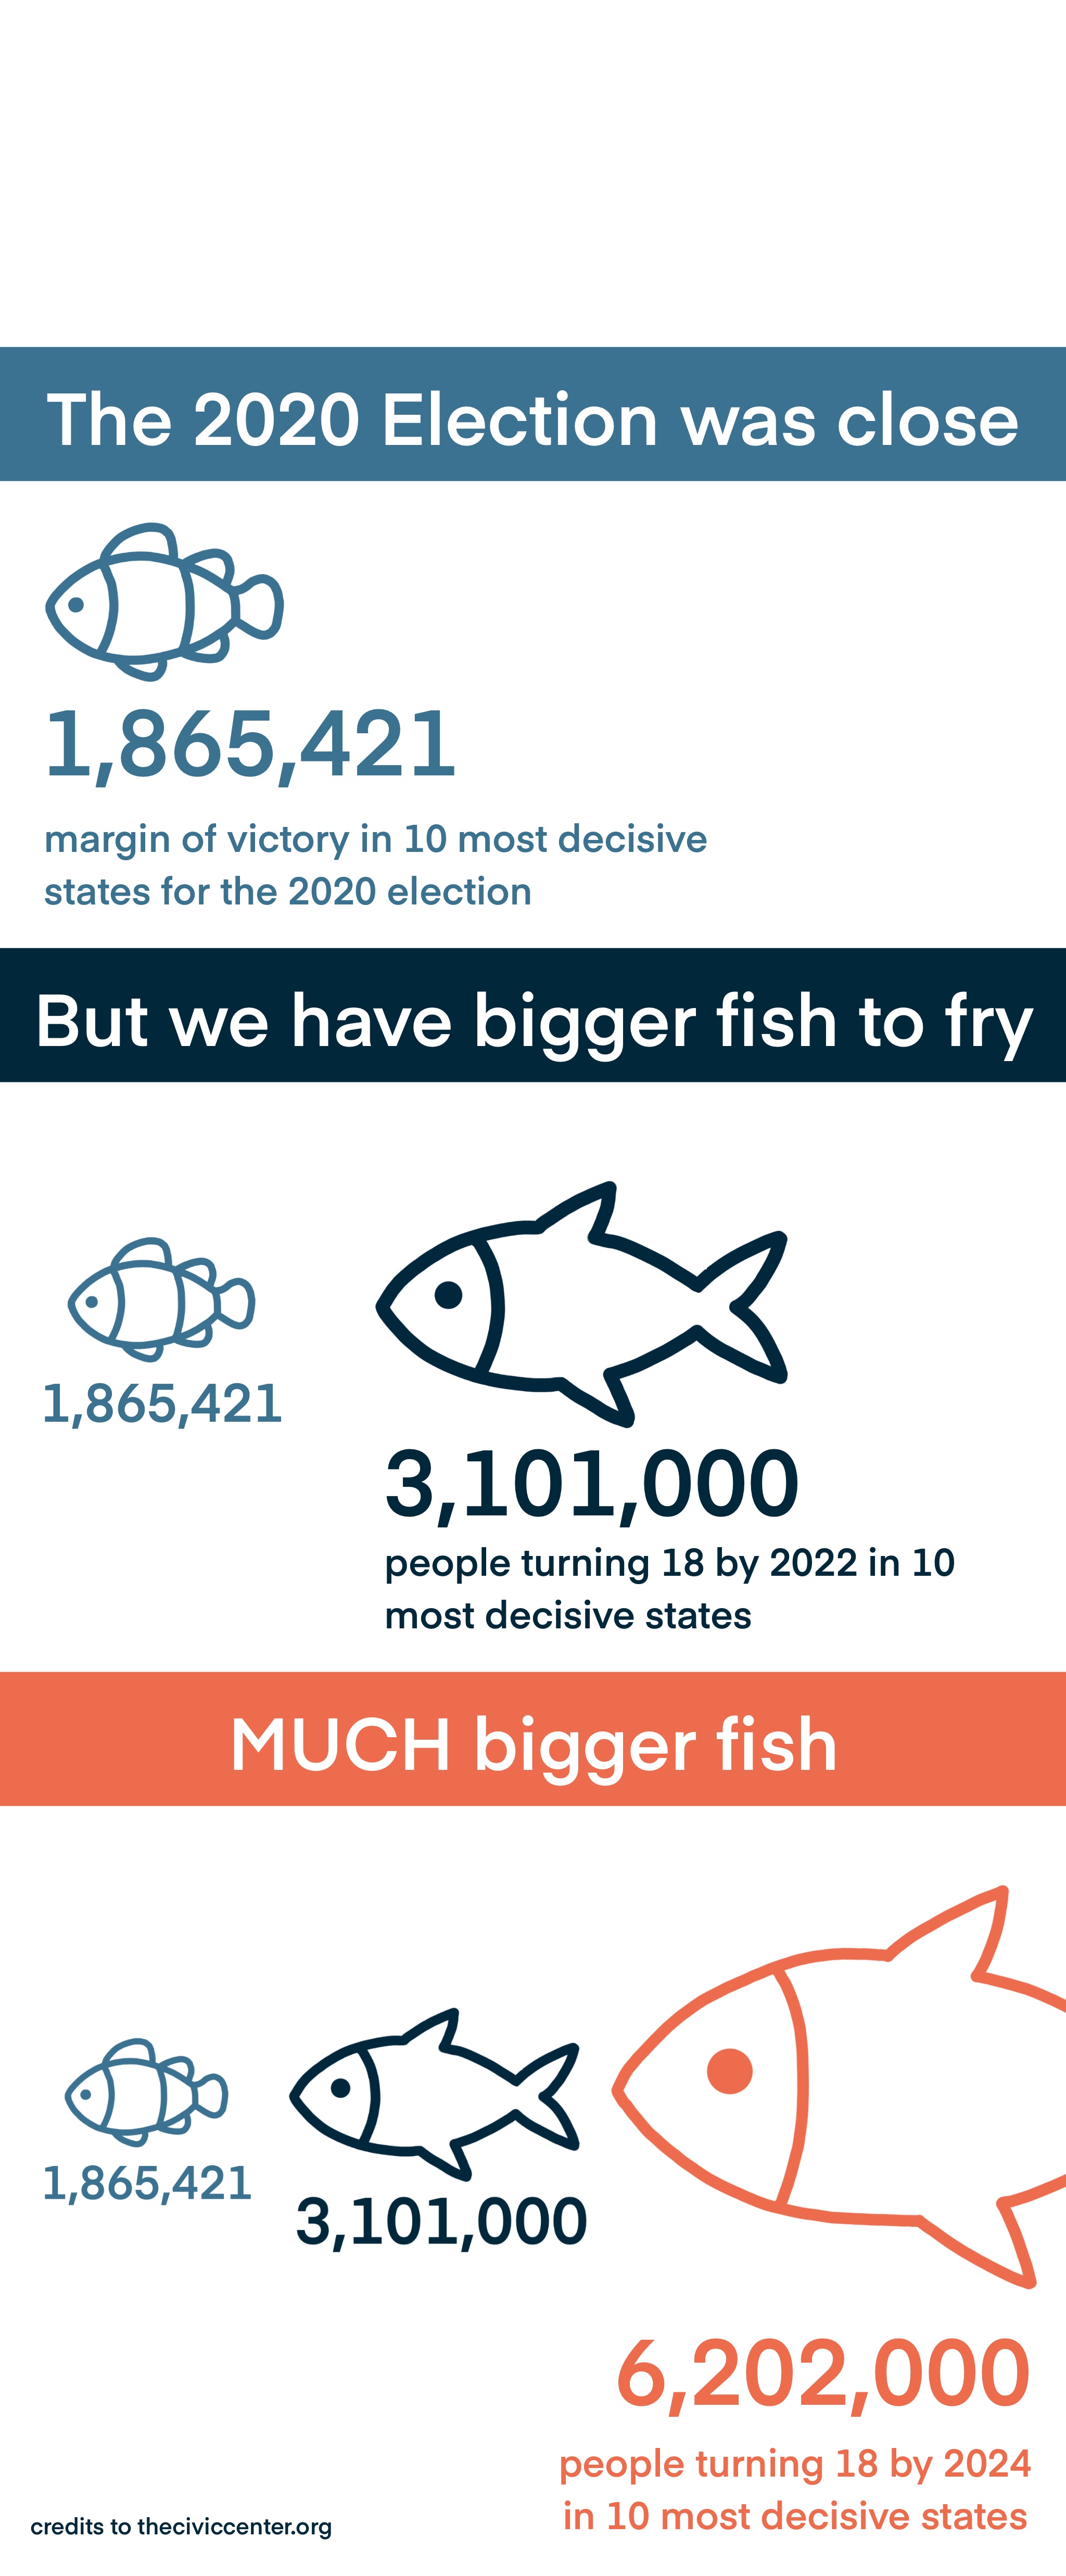 The 2020 Election was close
1,865,421
margin of victory in 10 most decisive
states for the 2020 election
But we have bigger fish to fry
1,865,421
3,101,000
people turning 18 by 2022 in 10
most decisive states
MUCH bigger fish
1,865,421
3,101,000
6,202,000
people turning 18 by 2024
in 10 most decisive states
credits to theciviccenter.org